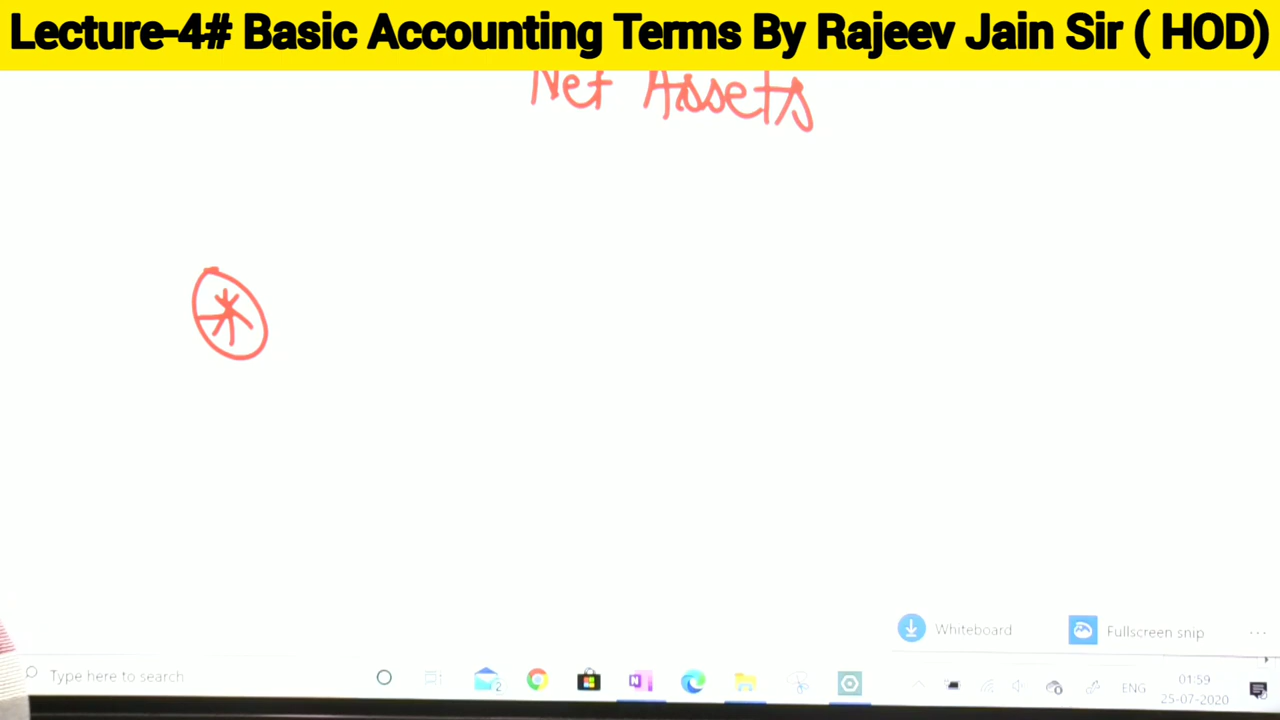 Lecture-4# Basic Accounting Terms By Rajeev Jain Sir ( HOD)
Net Assets
Whiteboard
Fullscreen snip
Type here to search
2
ENG
01:59
25-07-2020